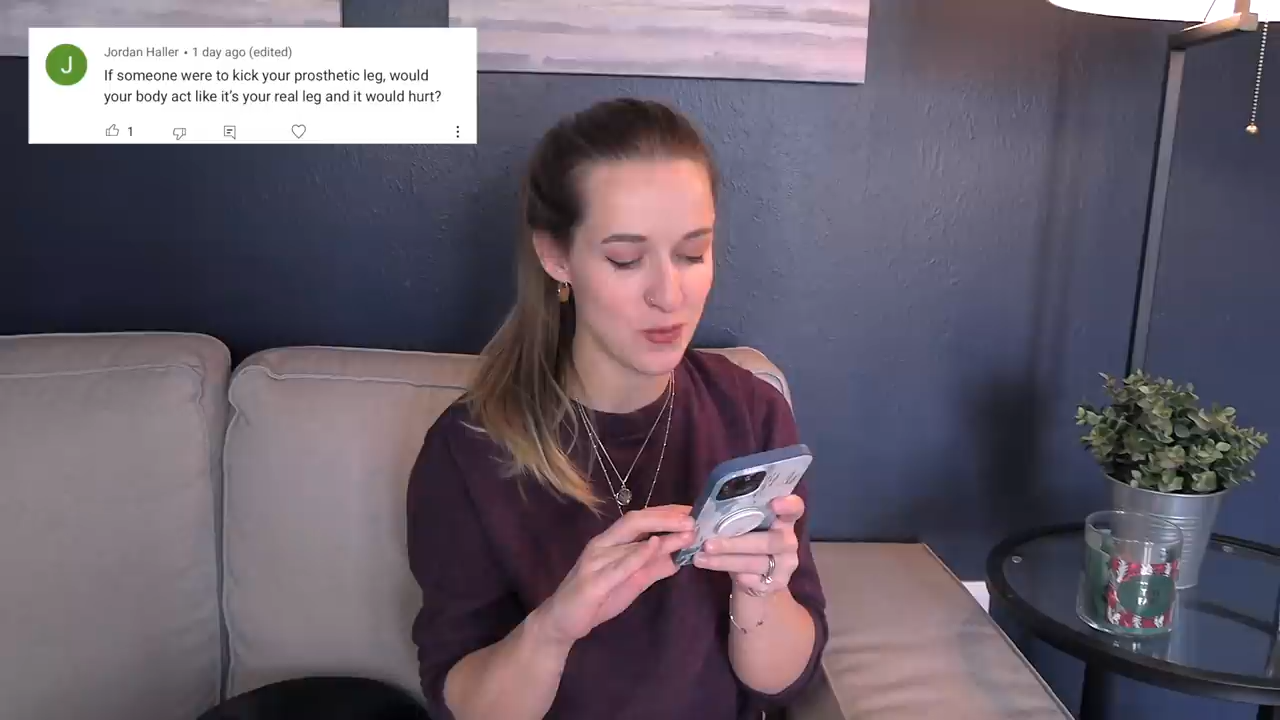 J
Jordan Haller • 1 day ago (edited)
If someone were to kick your prosthetic leg, would
your body act like it's your real leg and it would hurt?
1